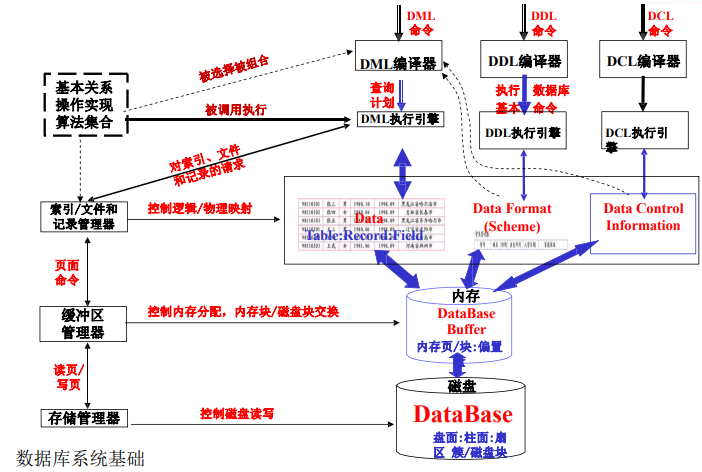 DML
命令
DDL
命令
DCL
命令
被选择被组合
DML编译器
DDL编译器
DCL编译器
基本关系
操作实现
算法集合
查询
计划
执行 数据库
基本 命令
被调用执行
DML执行引擎
DDL执行引擎
DCL执行引
擎
对索引、文件
和记录的请求
索引/文件和
记录管理器
控制逻辑/物理映射
Data
Table:Record:Field
Data Format
(Scheme)
Data Control
Information
页面
命令
内存
缓冲区
管理器
控制内存分配，内存块/磁盘块交换
DataBase
Buffer
内存页/块:偏置
读页/
写页
磁盘
存储管理器
控制磁盘读写
DataBase
盘面:柱面:扇
区 簇/磁盘块
数据库系统基础